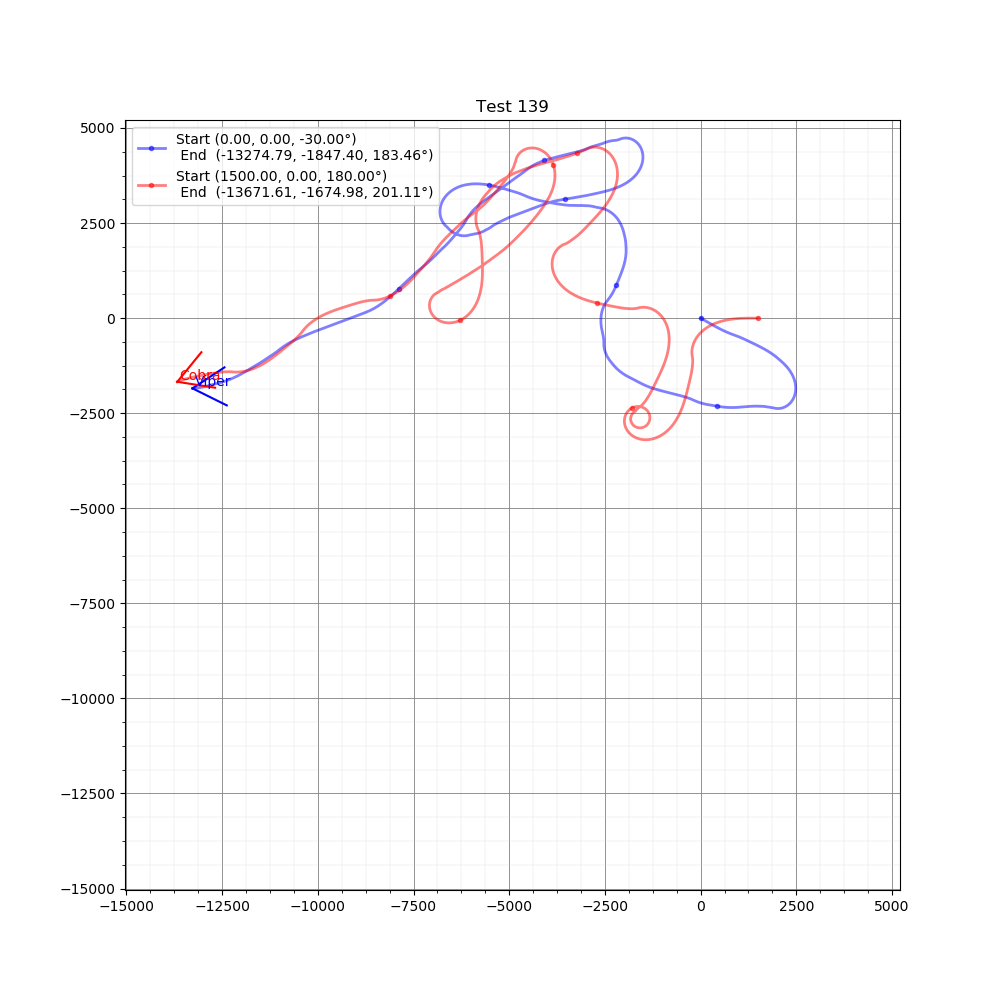 Test 139
Start (0.00, 0.00, -30.00°)
End  (-13274.79, -1847.40, 183.46°)
Start (1500.00, 0.00, 180.00°)
End  (-13671.61, -1674.98, 201.11°)
5000
2500
0
−2500
−5000
−7500
−10000
−12500
−15000
Cobra
Viper
−15000 −12500 −10000 −7500 −5000 −2500 0 2500 5000